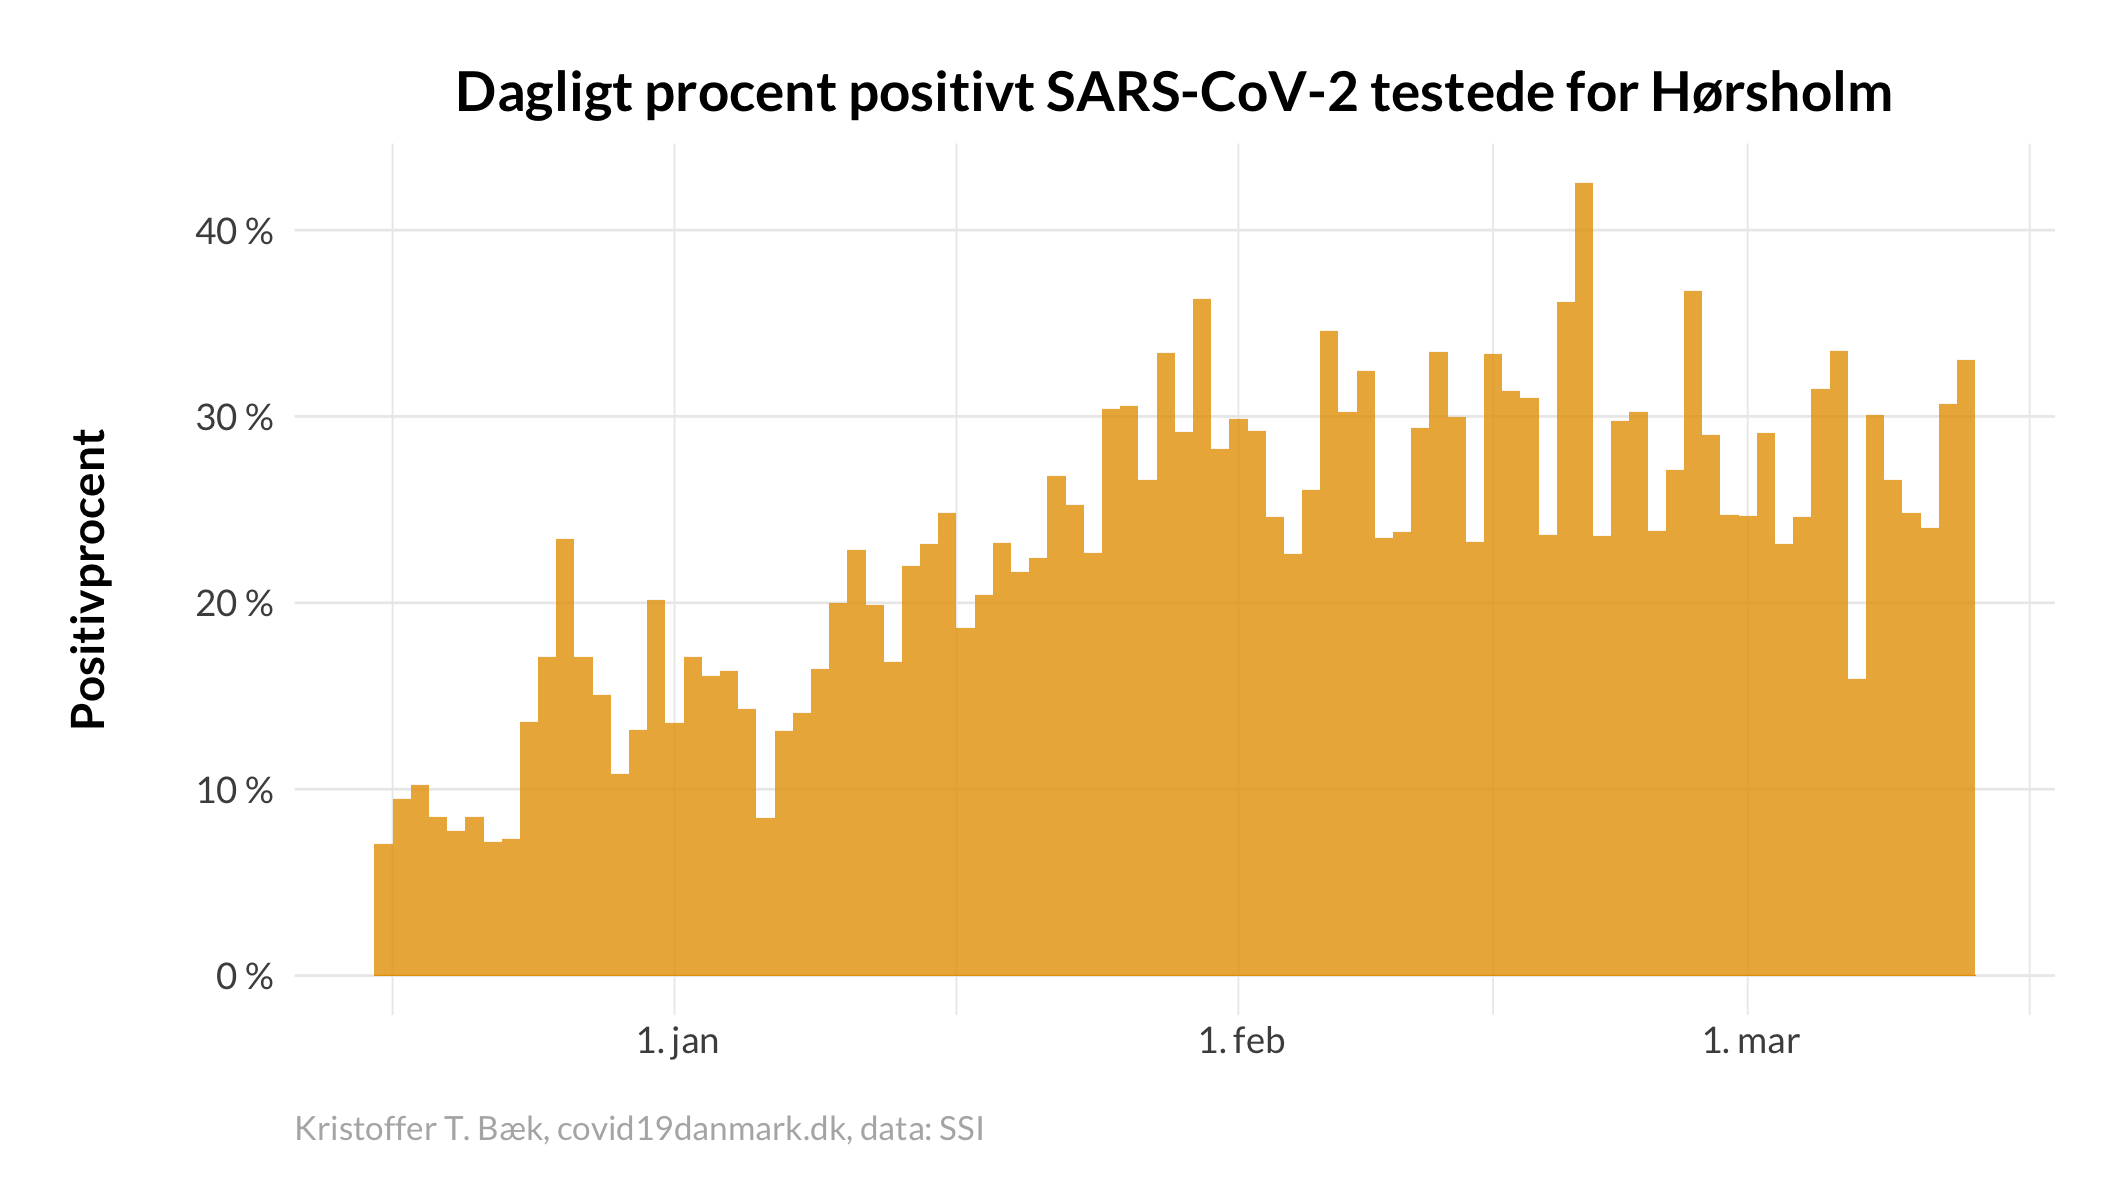 Dagligt procent positivt SARS-CoV-2 testede for Hørsholm
Positivprocent
40 %
30 %
20 %
10 %
0 %
1. jan
1. feb
1. mar
Kristoffer T. Bæk, covid19danmark.dk, data: SSI